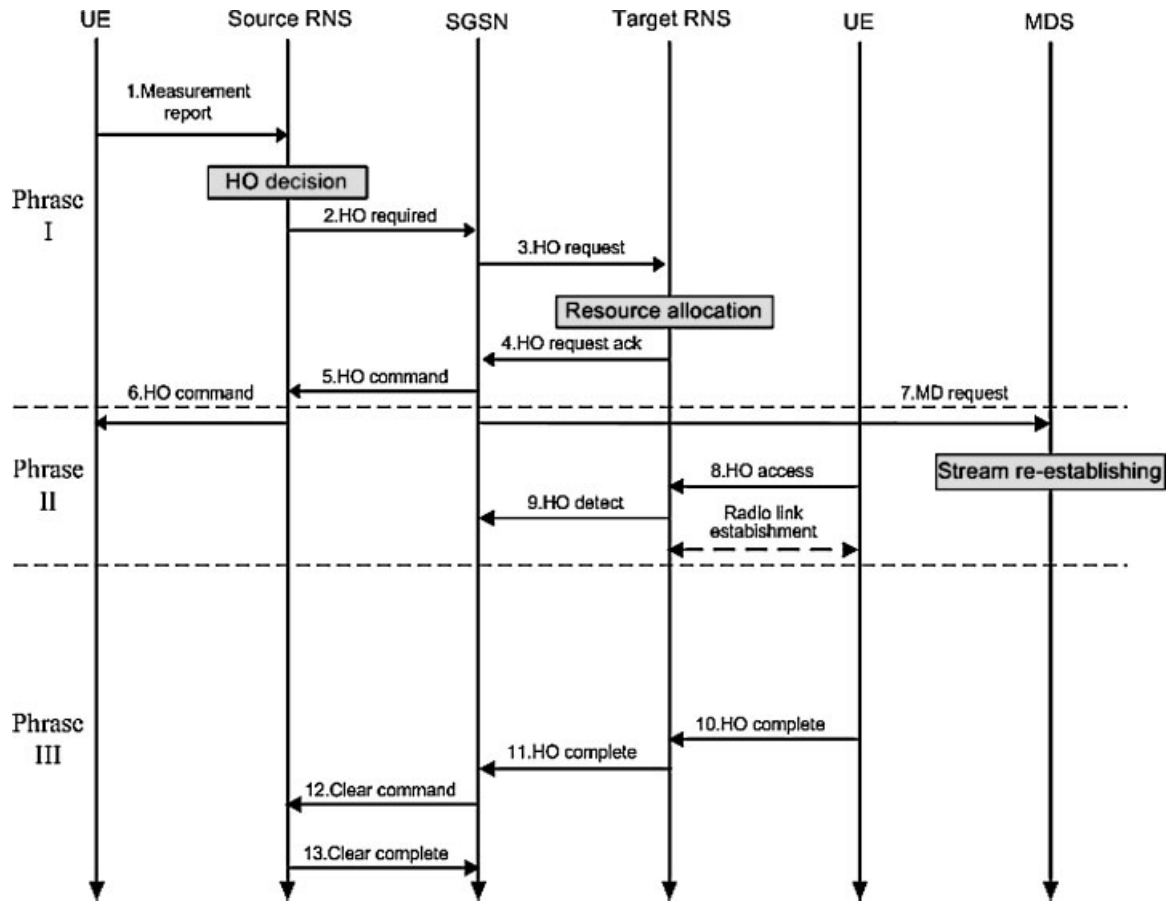 UE
Source RNS
SGSN
Target RNS
UE
MDS
1.Measurement
report
HO decision
Phrase
I
2.HO required
3.HO request
Resource allocation
4.HO request ack
5.HO command
6.HO command
7.MD request
Phrase
II
8.HO access
Stream re-establishing
9.HO detect
Radio link
estabishment
Phrase
III
10.HO complete
11.HO complete
12.Clear command
13.Clear complete